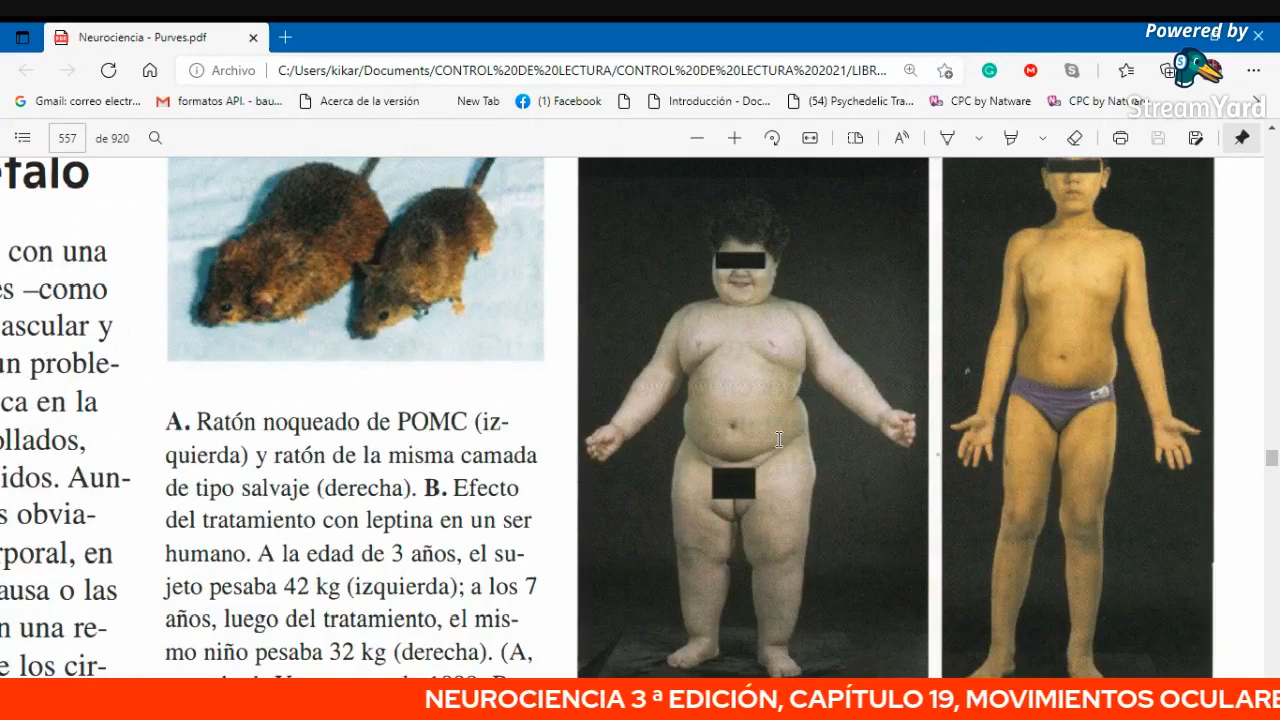 Powered by
StreamYard
Neurociencia - Purves.pdf
Archivo
C:/Users/kikar/Documents/CONTROL%20DE%20LECTURA/CONTROL%20DE%20LECTURA%202021/LIBR...
Gmail: correo electr...
formatos APL - bau...
Acerca de la versión
New Tab
(1) Facebook
Introducción - Doc...
(54) Psychedelic Tra...
CPC by Natware
CPC by Natware
557
de 920
falo
con una
es –como
ascular y
un proble-
ca en la
ollados,
idos. Aun-
s obvia-
rporal, en
ausa o las
n una re-
e los cir-
A. Ratón noqueado de POMC (iz-
quierda) y ratón de la misma camada
de tipo salvaje (derecha). B. Efecto
del tratamiento con leptina en un ser
humano. A la edad de 3 años, el su-
jeto pesaba 42 kg (izquierda); a los 7
años, luego del tratamiento, el mis-
mo niño pesaba 32 kg (derecha). (A,
NEUROCIENCIA 3 ª EDICIÓN, CAPÍTULO 19, MOVIMIENTOS OCULARE